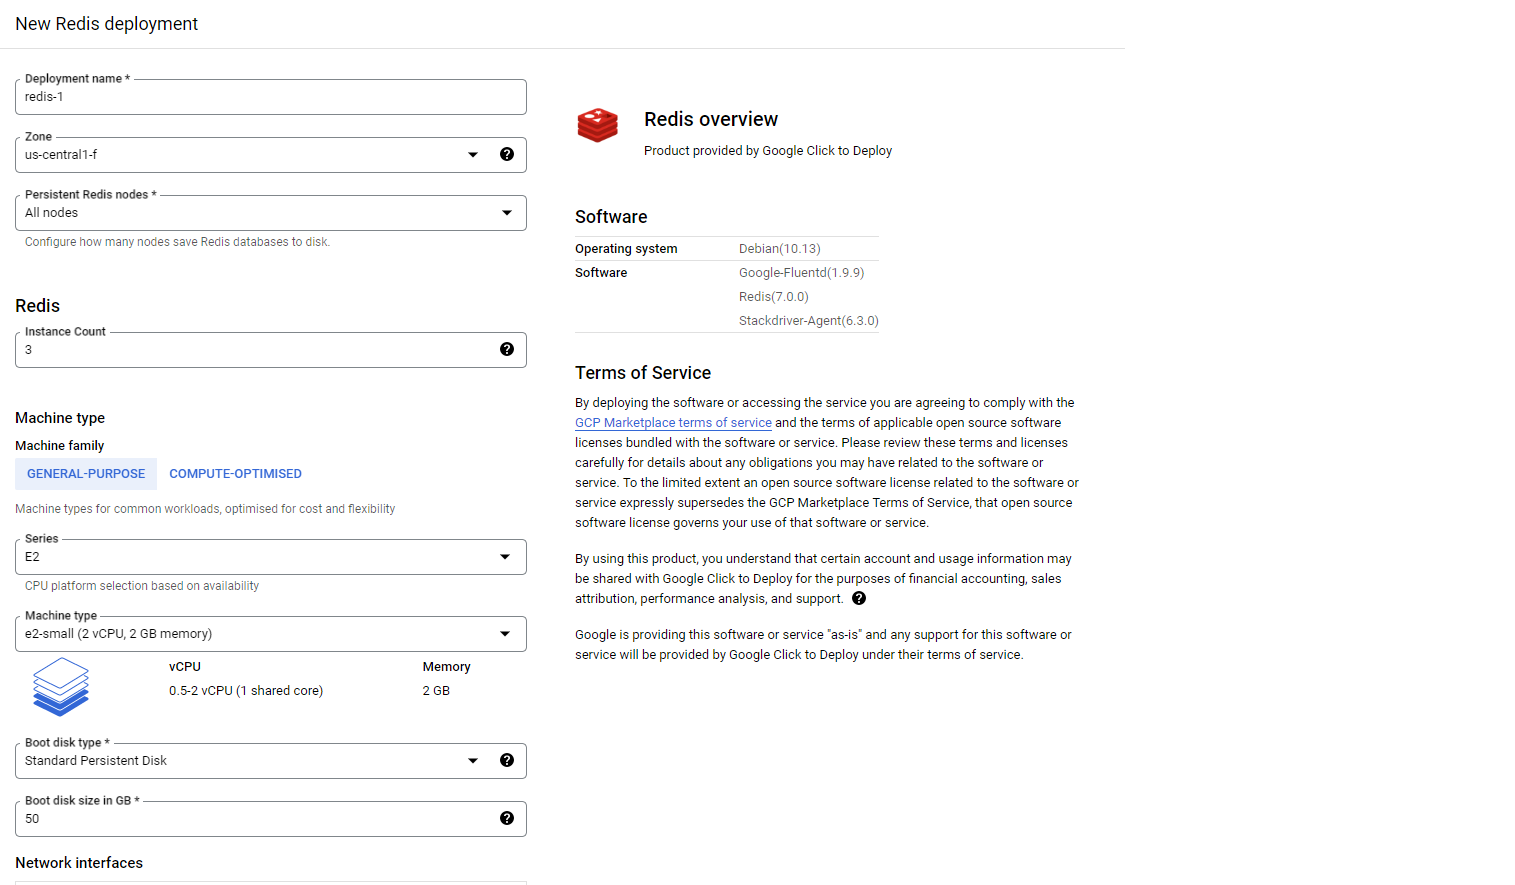 New Redis deployment
Deployment name *
redis-1
Zone
us-central1-f
Persistent Redis nodes *
All nodes
Configure how many nodes save Redis databases to disk.
Redis
Instance Count
3
Machine type
Machine family
GENERAL-PURPOSE COMPUTE-OPTIMISED
Machine types for common workloads, optimised for cost and flexibility
Series
E2
CPU platform selection based on availability
Machine type
e2-small (2 vCPU, 2 GB memory)
vCPU Memory
0.5-2 vCPU (1 shared core) 2 GB
Boot disk type *
Standard Persistent Disk
Boot disk size in GB *
50
Network interfaces
Redis overview
Product provided by Google Click to Deploy
Software
Operating system Debian(10.13)
Software Google-Fluentd(1.9.9)
Redis(7.0.0)
Stackdriver-Agent(6.3.0)
Terms of Service
By deploying the software or accessing the service you are agreeing to comply with the
GCP Marketplace terms of service and the terms of applicable open source software
licenses bundled with the software or service. Please review these terms and licenses
carefully for details about any obligations you may have related to the software or
service. To the limited extent an open source software license related to the software or
service expressly supersedes the GCP Marketplace Terms of Service, that open source
software license governs your use of that software or service.
By using this product, you understand that certain account and usage information may
be shared with Google Click to Deploy for the purposes of financial accounting, sales
attribution, performance analysis, and support.
Google is providing this software or service "as-is" and any support for this software or
service will be provided by Google Click to Deploy under their terms of service.